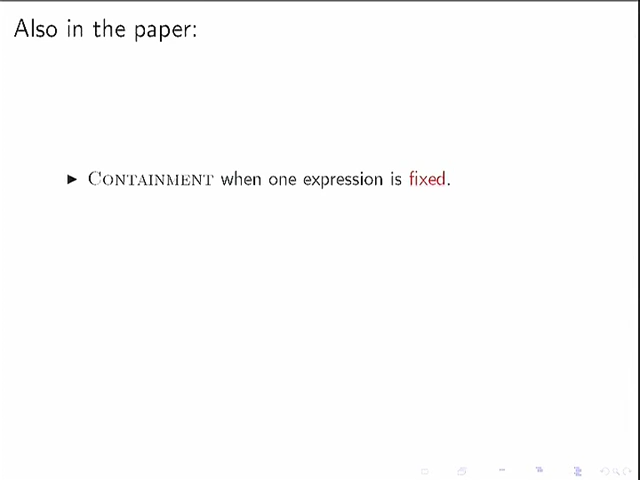 Also in the paper:
▶ CONTAINMENT when one expression is fixed.